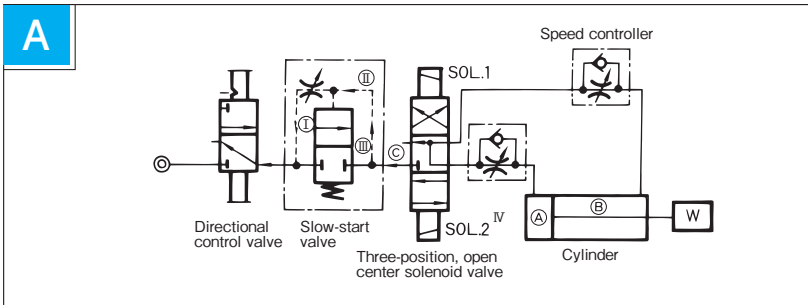 A
Speed controller
SOL.1
Ⅱ
Ⅰ
Ⅲ
C
Ⅳ
SOL.2
A
B
W
Directional
control valve
Slow-start
valve
Three-position, open
center solenoid valve
Cylinder